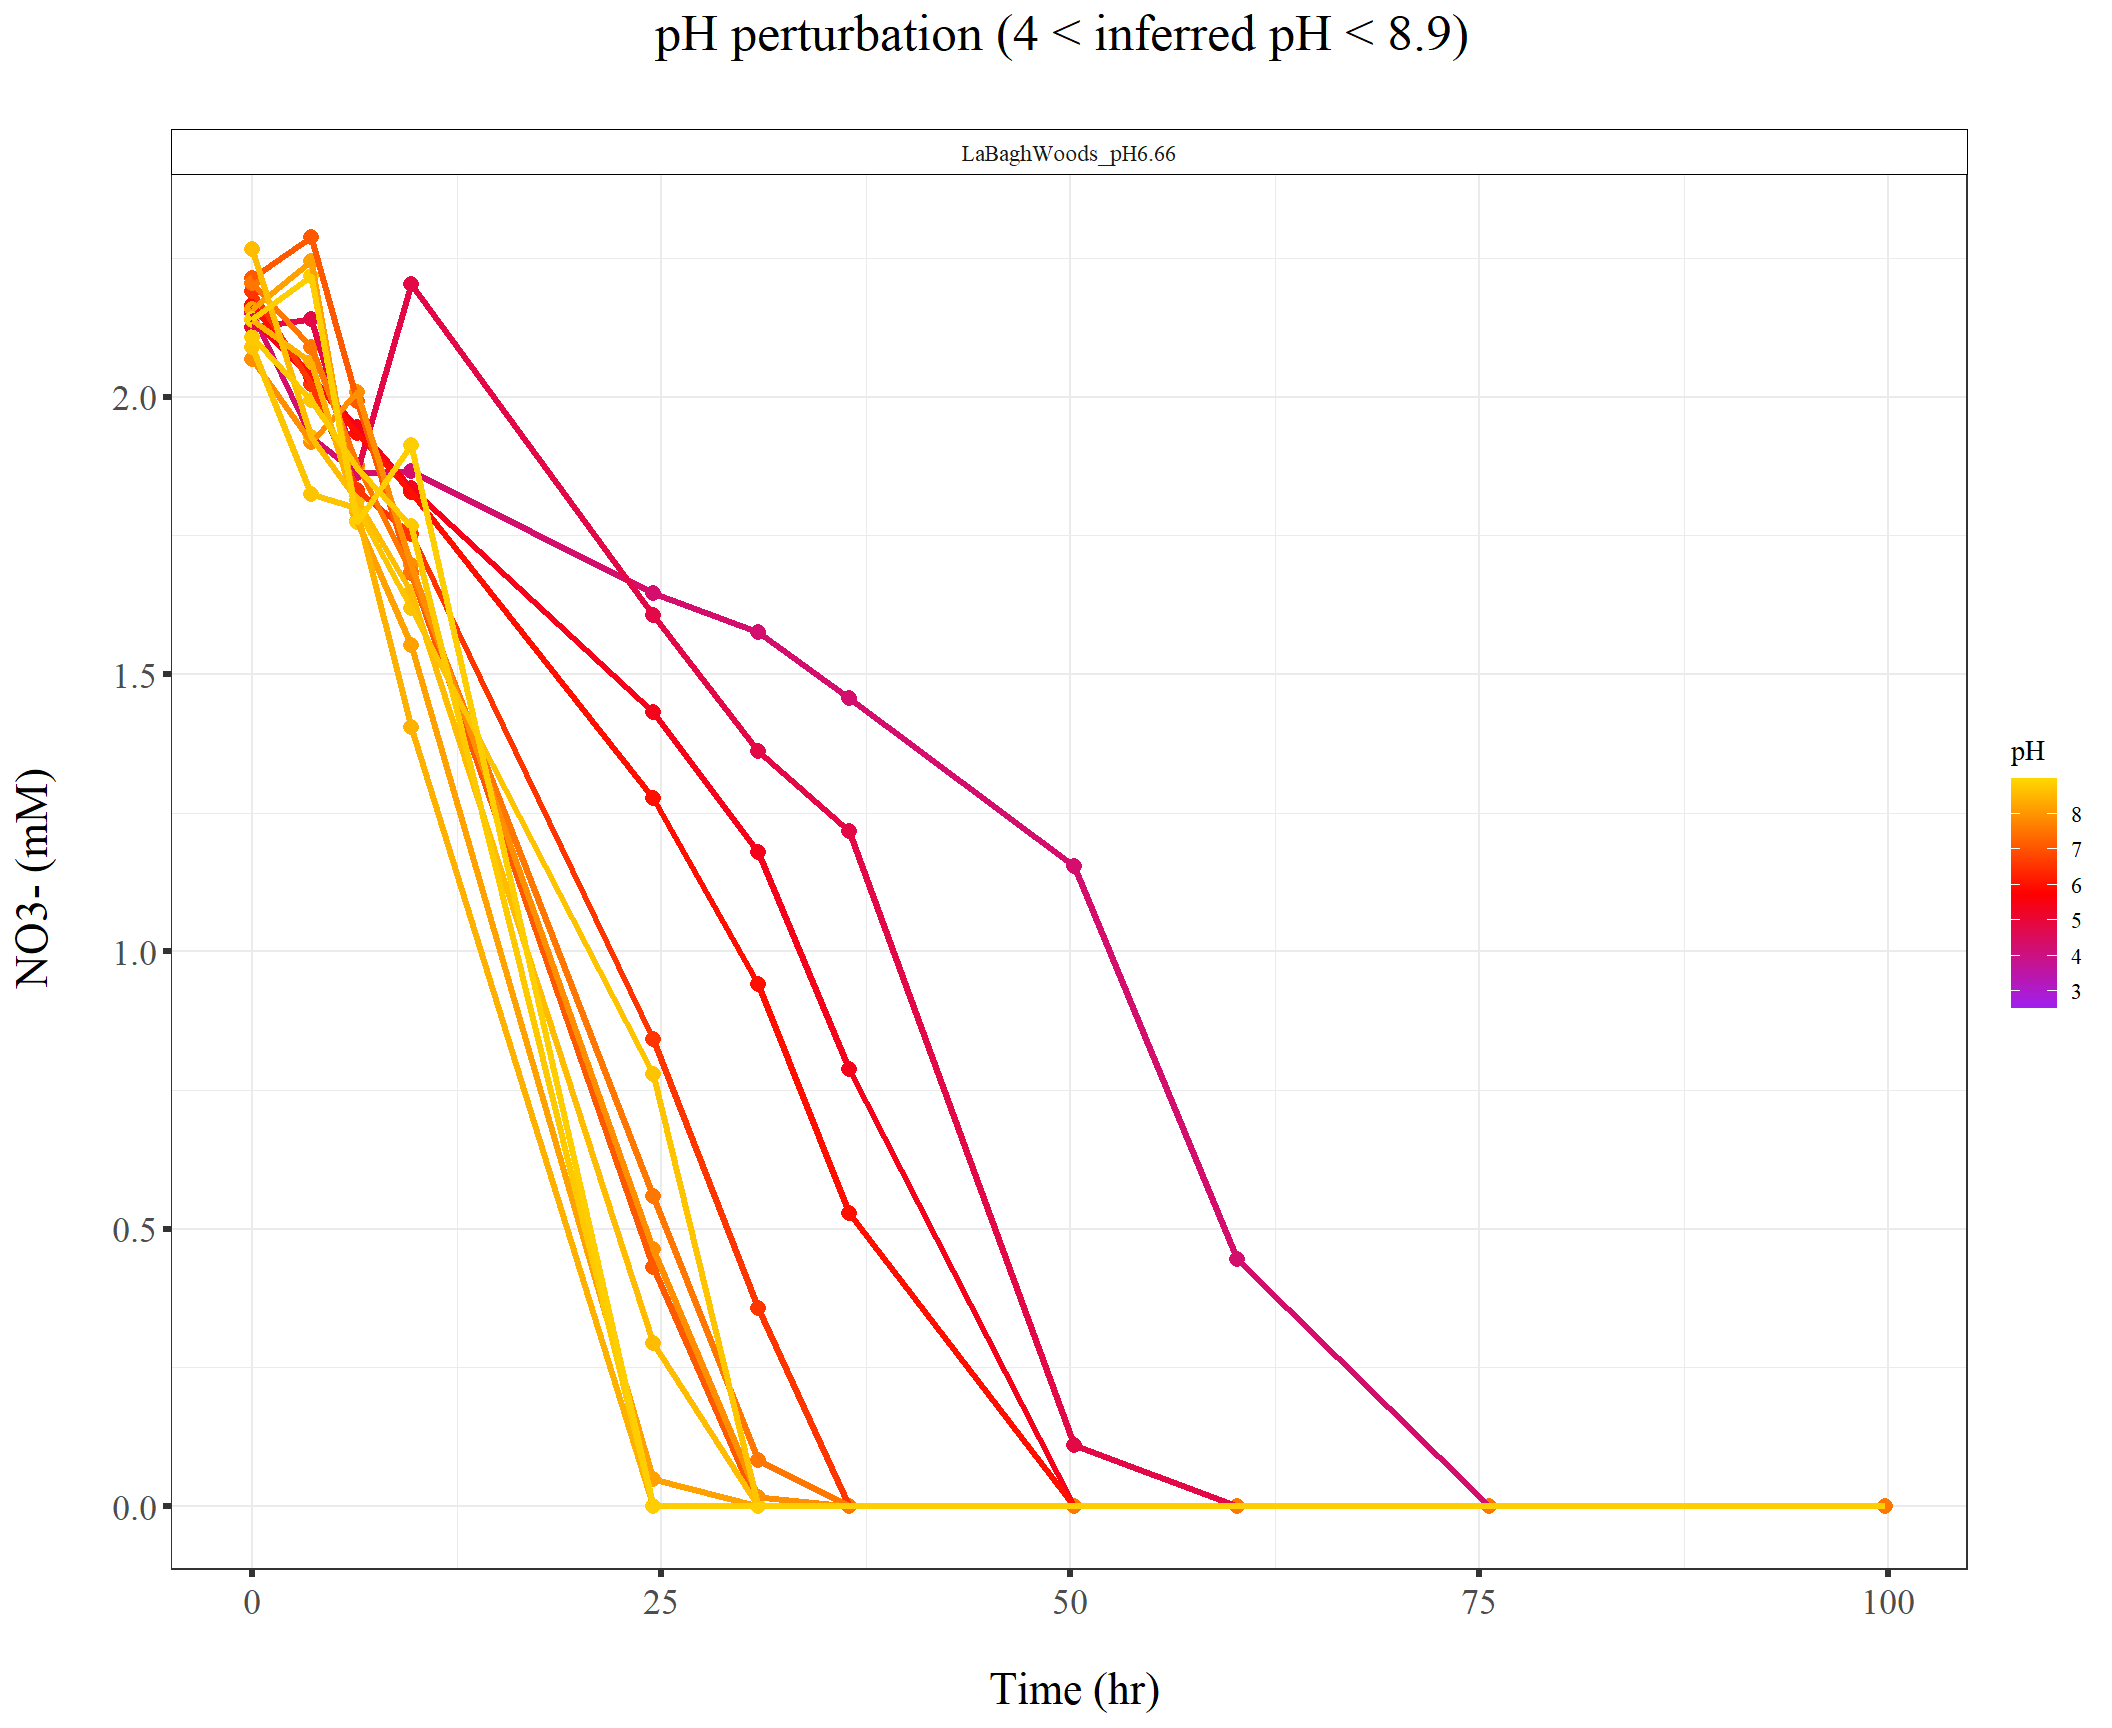 pH perturbation (4 < inferred pH < 8.9)
LaBaghWoods_pH6.66
NO3- (mM)
2.0
1.5
1.0
0.5
0.0
0 25 50 75 100
Time (hr)
pH
8
7
6
5
4
3